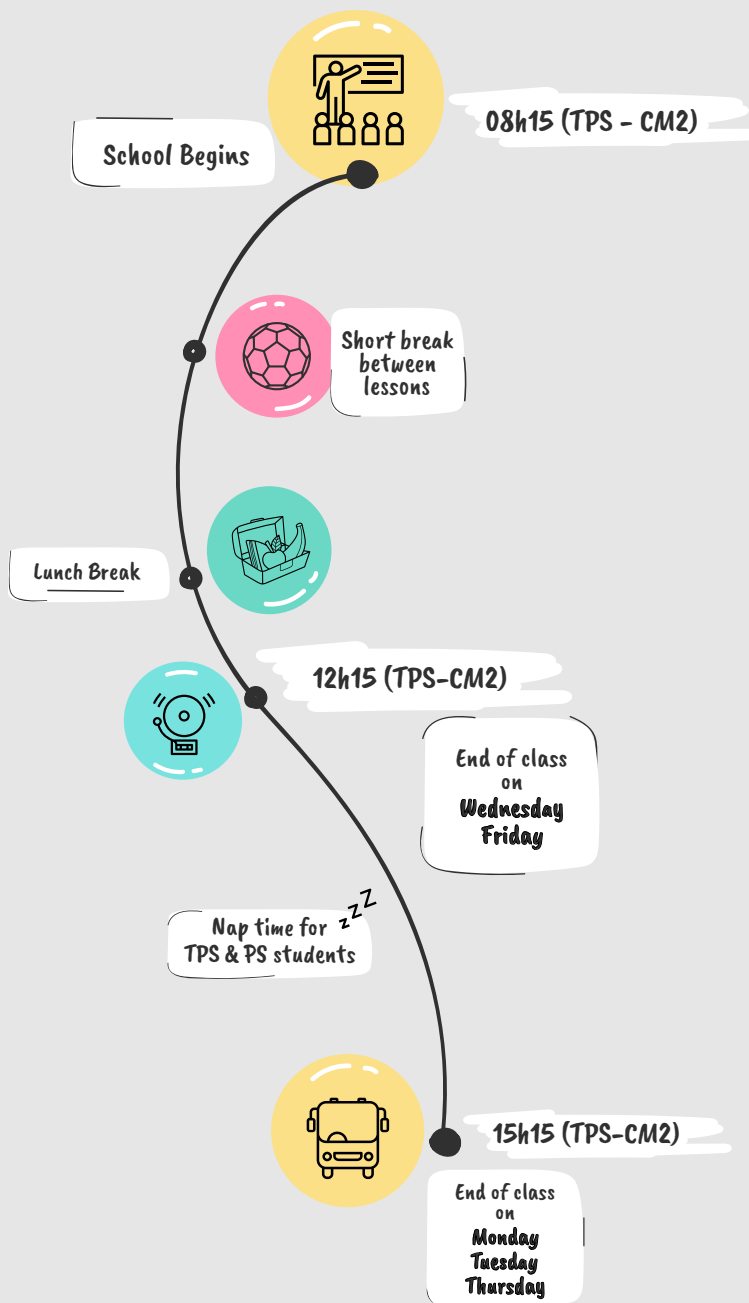 08h15 (TPS - CM2)
School Begins
Short break
between
lessons
Lunch Break
12h15 (TPS-CM2)
End of class
on
Wednesday
Friday
zzZ
Nap time for
TPS & PS students
15h15 (TPS-CM2)
End of class
on
Monday
Tuesday
Thursday